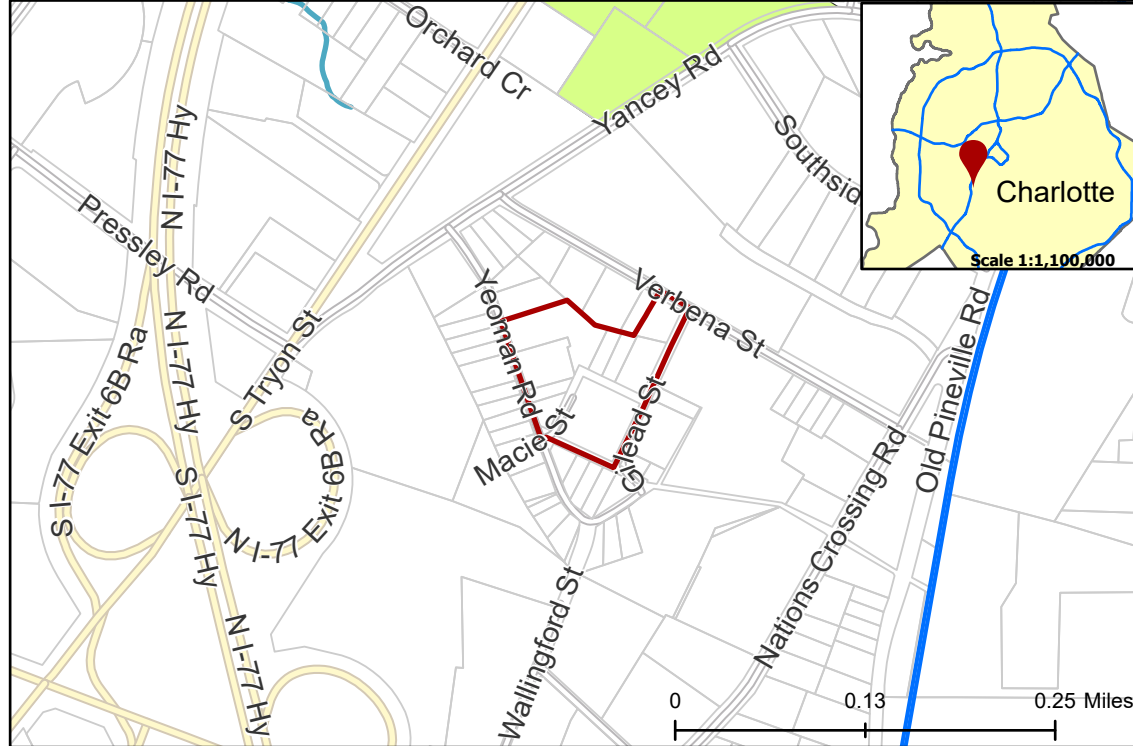 Orchard Cr
Yancey Rd
Southsid
N I-77 Hy
Pressley Rd
Charlotte
Scale 1:1,100,000
Verbena St
Yeoman Rd
N I-77 Hy
S Tryon St
S I-77 Exit 6B Ra
Old Pineville Rd
Gilead St
Macie St
N I-77 Exit 6B Ra
S I-77 Hy
Nations Crossing Rd
Wallingford St
N I-77 Hy
0 0.13 0.25 Miles